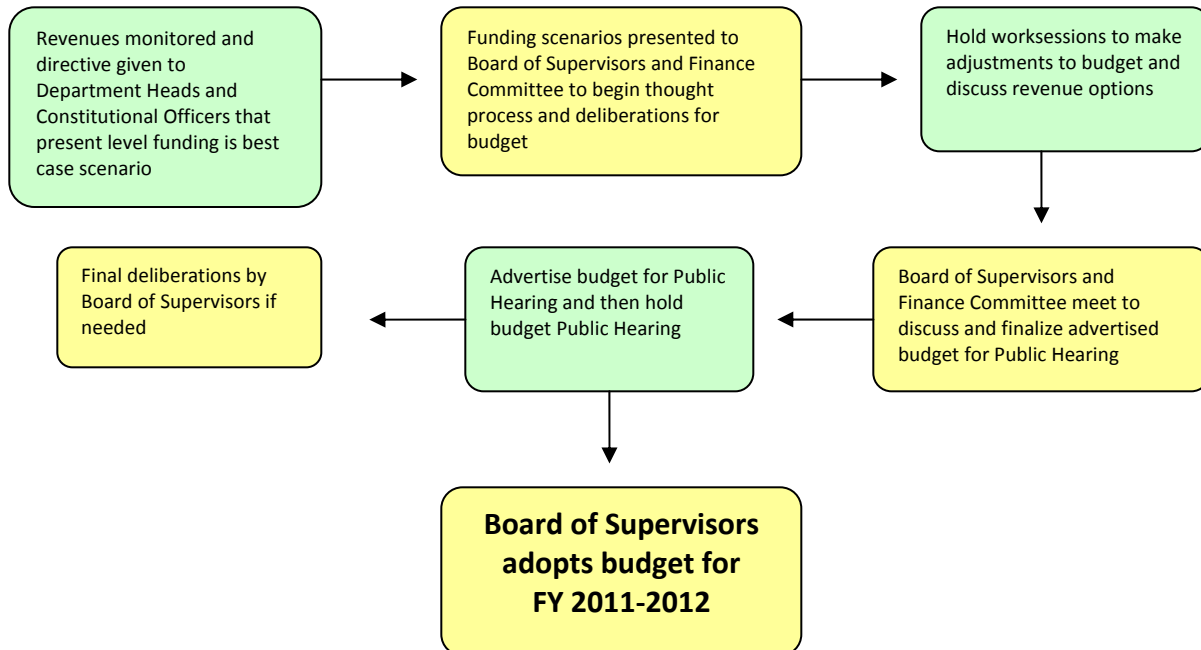 Revenues monitored and
directive given to
Department Heads and
Constitutional Officers that
present level funding is best
case scenario
Funding scenarios presented to
Board of Supervisors and Finance
Committee to begin thought
process and deliberations for
budget
Hold worksessions to make
adjustments to budget and
discuss revenue options
Board of Supervisors and
Finance Committee meet to
discuss and finalize advertised
budget for Public Hearing
Advertise budget for Public
Hearing and then hold
budget Public Hearing
Final deliberations by
Board of Supervisors if
needed
Board of Supervisors
adopts budget for
FY 2011-2012